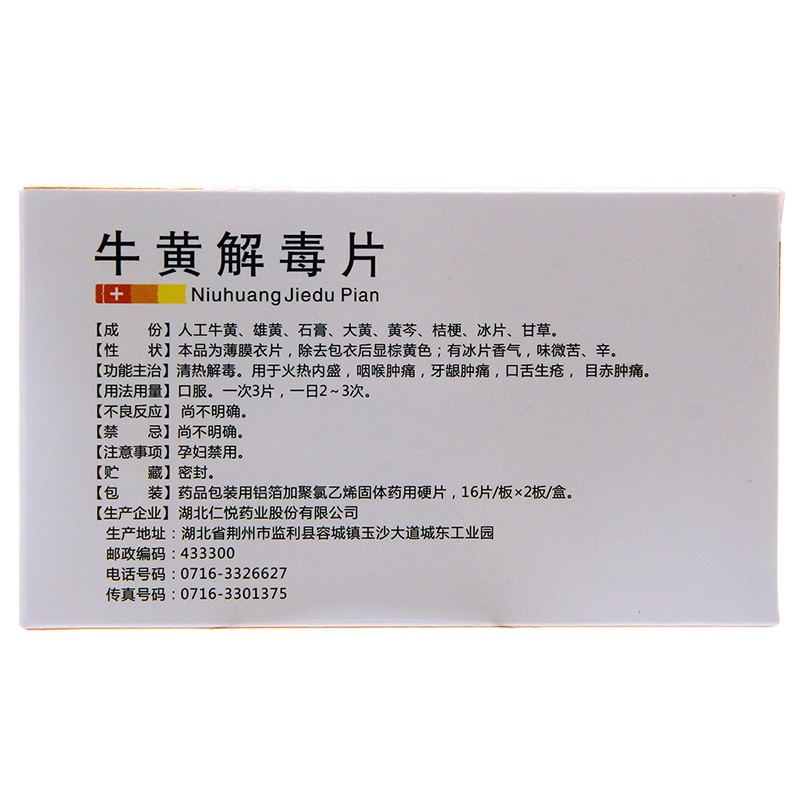 牛黄解毒片
Niuhuang Jiedu Pian
【成　份】人工牛黄、雄黄、石膏、大黄、黄芩、桔梗、冰片、甘草。
【性　状】本品为薄膜衣片，除去包衣后显棕黄色；有冰片香气，味微苦、辛。
【功能主治】清热解毒。用于火热内盛，咽喉肿痛，牙龈肿痛，口舌生疮，目赤肿痛。
【用法用量】口服。一次3片，一日2～3次。
【不良反应】尚不明确。
【禁　忌】尚不明确。
【注意事项】孕妇禁用。
【贮　藏】密封。
【包　装】药品包装用铝箔加聚氯乙烯固体药用硬片，16片/板×2板/盒。
【生产企业】湖北仁悦药业股份有限公司
生产地址：湖北省荆州市监利县容城镇玉沙大道城东工业园
邮政编码：433300
电话号码：0716-3326627
传真号码：0716-3301375